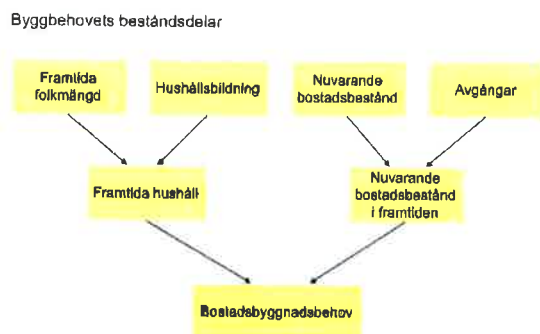 Byggbehovets beståndsdelar
Framtida
folkmängd
Hushållsbildning
Nuvarande
bostadsbestånd
Avgångar
Framtida hushåll
Nuvarande
bostadsbestånd
i framtiden
Bostadsbyggnadsbehov